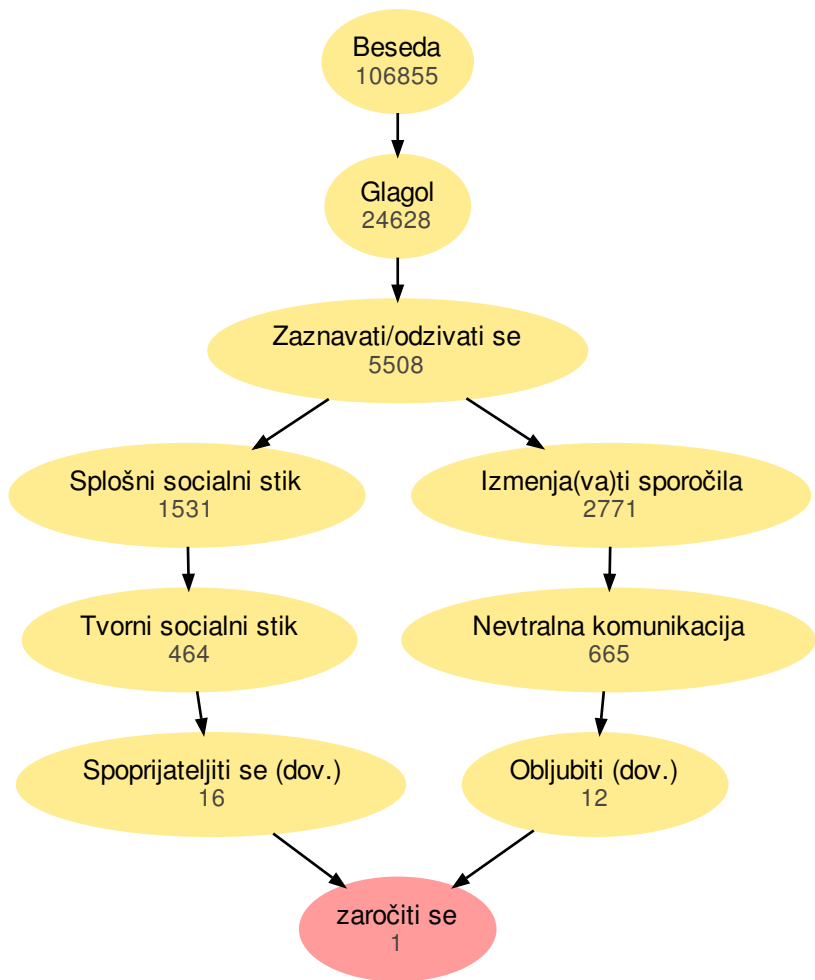 Beseda
106855
Glagol
24628
Zaznavati/odzivati se
5508
Splošni socialni stik
1531
Izmenja(va)ti sporočila
2771
Tvorni socialni stik
464
Nevtralna komunikacija
665
Spoprijateljiti se (dov.)
16
Obljubiti (dov.)
12
zaročiti se
1